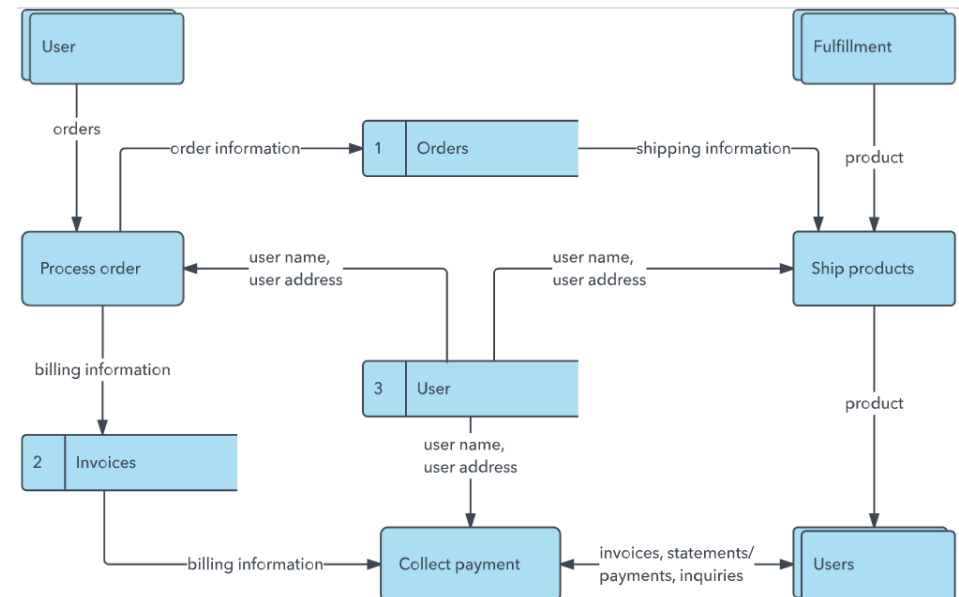 User
Fulfillment
orders
order information
1
Orders
shipping information
product
Process order
user name,
user address
user name,
user address
Ship products
billing information
3
User
product
user name,
user address
2
Invoices
billing information
Collect payment
invoices, statements/
payments, inquiries
Users